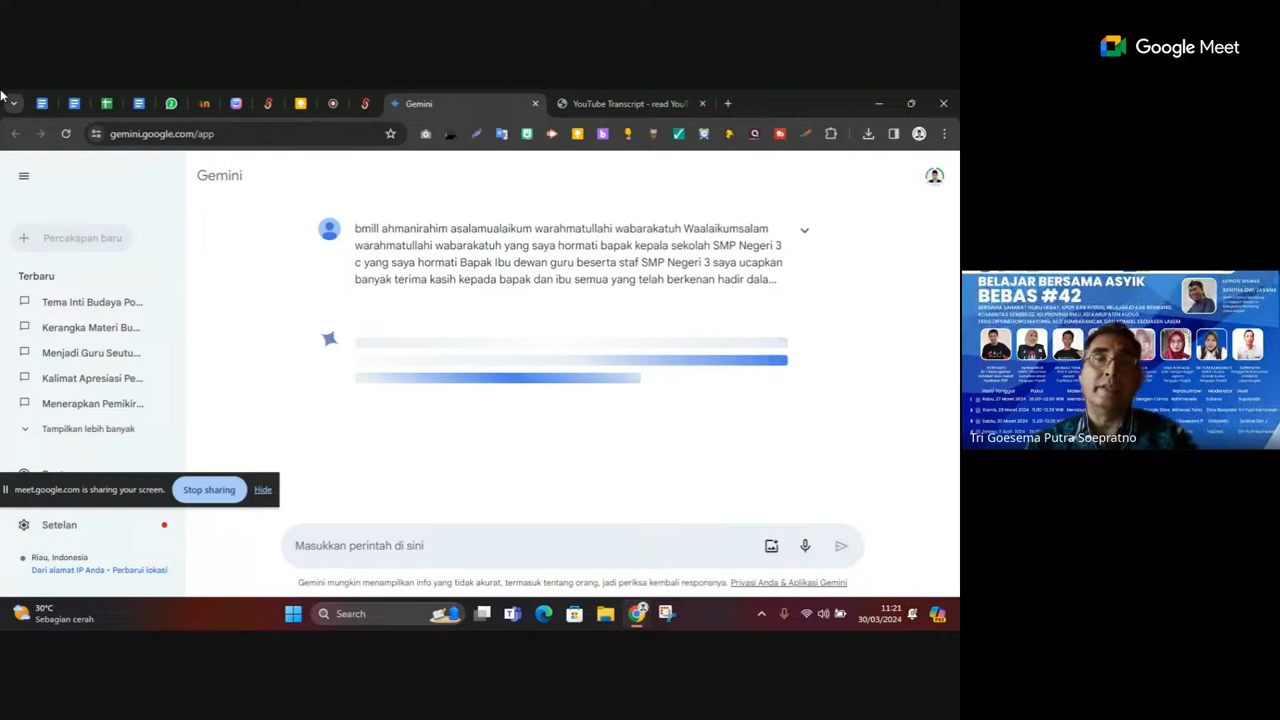 Google Meet
Gemini
YouTube Transcript - read YouT
gemini.google.com/app
Gemini
Percakapan baru
Terbaru
Tema Inti Budaya Po...
Kerangka Materi Bu...
Menjadi Guru Seutu...
Kalimat Apresiasi Pe...
Menerapkan Pemikir...
Tampilkan lebih banyak
bmill ahmanirahim asalamualaikum warahmatullahi wabarakatuh Waalaikumsalam
warahmatullahi wabarakatuh yang saya hormati bapak kepala sekolah SMP Negeri 3
c yang saya hormati Bapak Ibu dewan guru beserta staf SMP Negeri 3 saya ucapkan
banyak terima kasih kepada bapak dan ibu semua yang telah berkenan hadir dala...
meet.google.com is sharing your screen.
Stop sharing
Hide
Setelan
Riau, Indonesia
Dari alamat IP Anda • Perbarui lokasi
Masukkan perintah di sini
Gemini mungkin menampilkan info yang tidak akurat, termasuk tentang orang, jadi periksa kembali responsnya. Privasi Anda & Aplikasi Gemini
30°C
Sebagian cerah
Search
11:21
30/03/2024
BELAJAR BERSAMA ASYIK
BEBAS #42
Tri Goesema Putra Soepratno